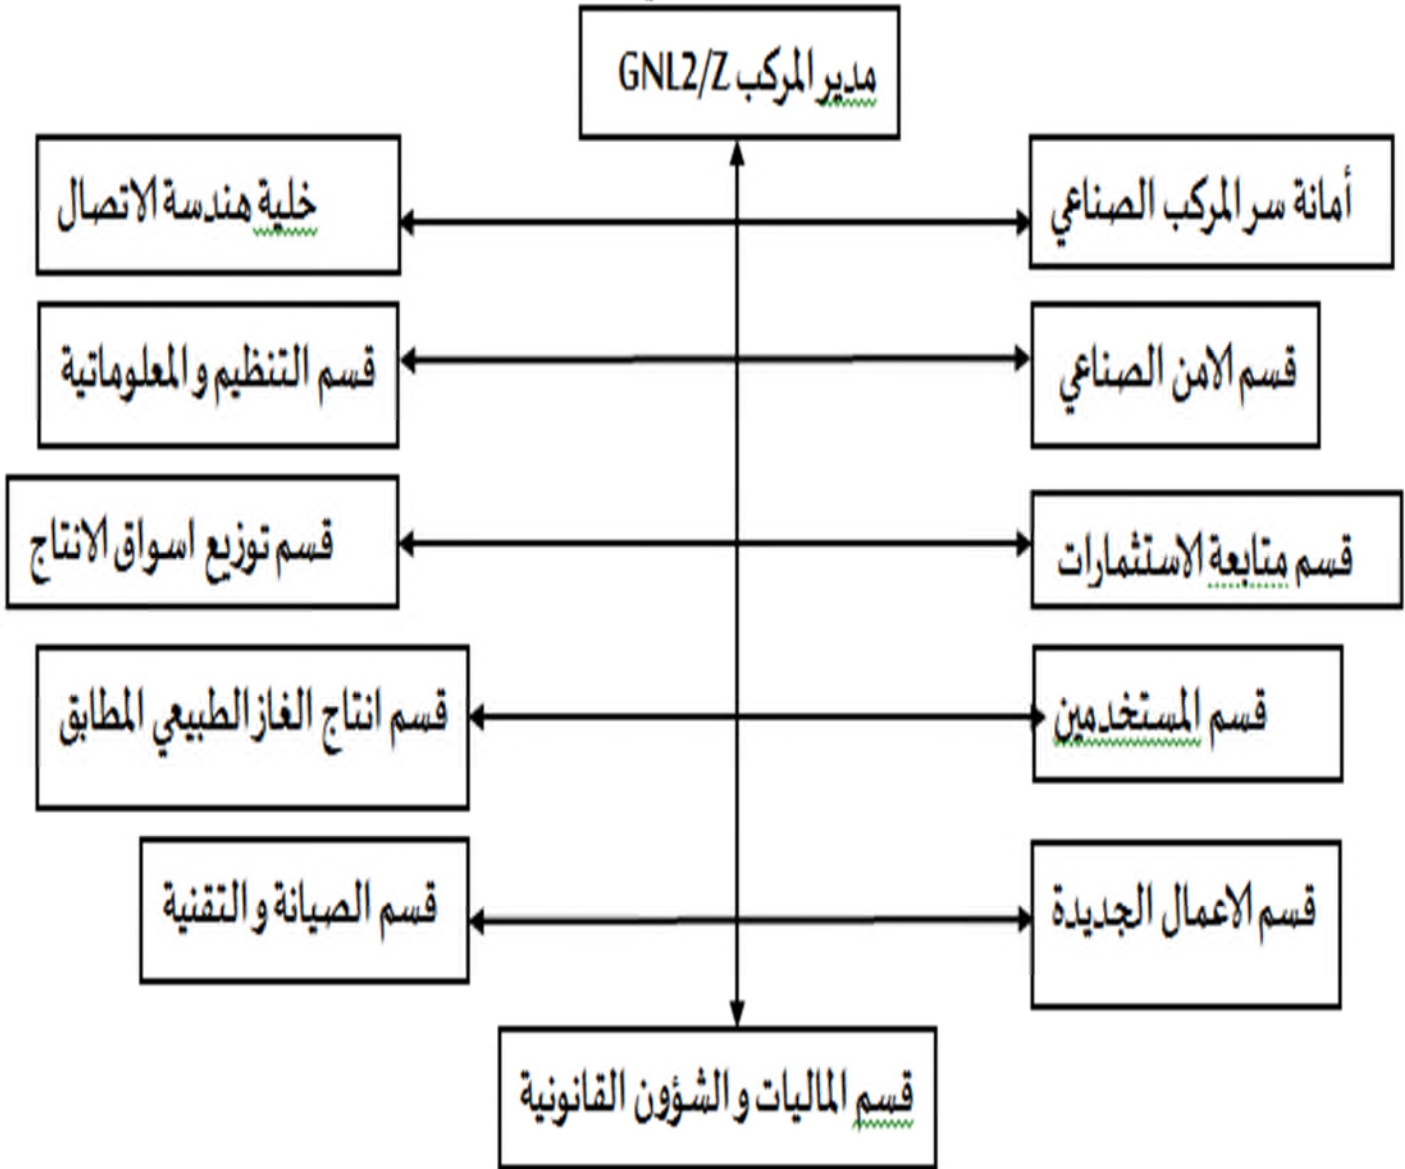 مدير المركب GNL2/Z
أمانة سر المركب الصناعي
خلية هندسة الاتصال
قسم الامن الصناعي
قسم التنظيم و المعلوماتية
قسم متابعة الاستثمارات
قسم توزيع اسواق الانتاج
قسم المستخدمين
قسم انتاج الغاز الطبيعي المطابق
قسم الاعمال الجديدة
قسم الصيانة و التقنية
قسم الماليات و الشؤون القانونية